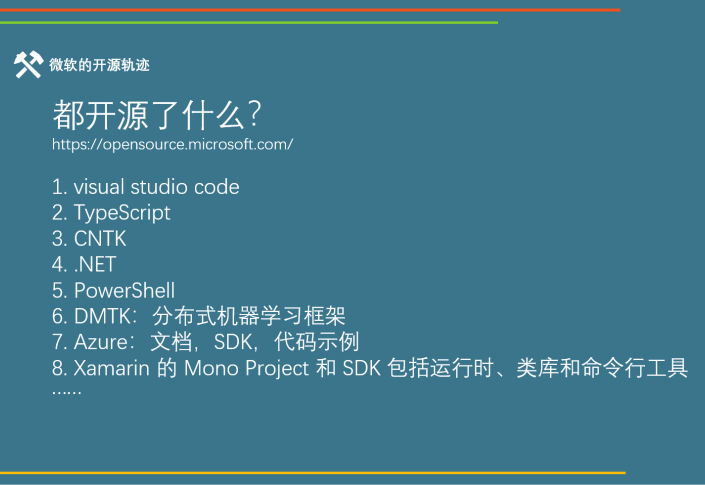 微软的开源轨迹
都开源了什么？
https://opensource.microsoft.com/
1. visual studio code
2. TypeScript
3. CNTK
4. .NET
5. PowerShell
6. DMTK：分布式机器学习框架
7. Azure：文档，SDK，代码示例
8. Xamarin 的 Mono Project 和 SDK 包括运行时、类库和命令行工具
……